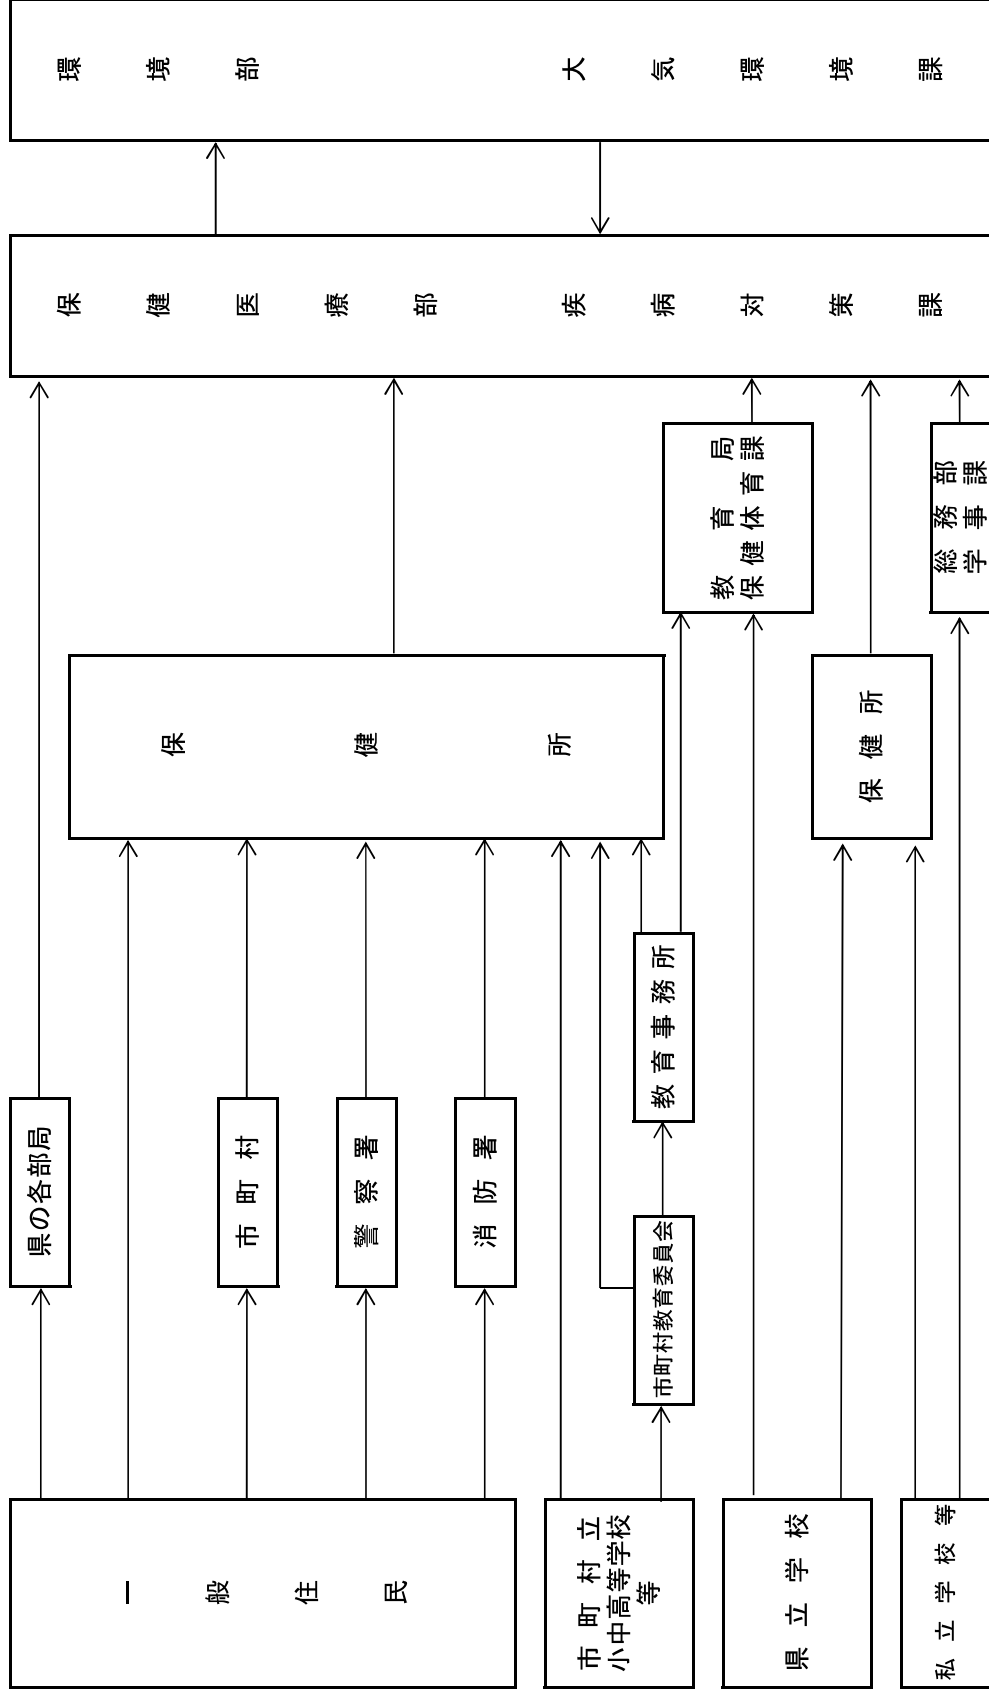 環境部　大気環境課
保健医療部　疾病対策課
教育局
保健体育課
総務部
学事課
保健所
保健所
教育事務所
県の各部局
市町村
警察署
消防署
市町村教育委員会
一般住民
市町村立
小中高等学校
等
県立学校
私立学校等